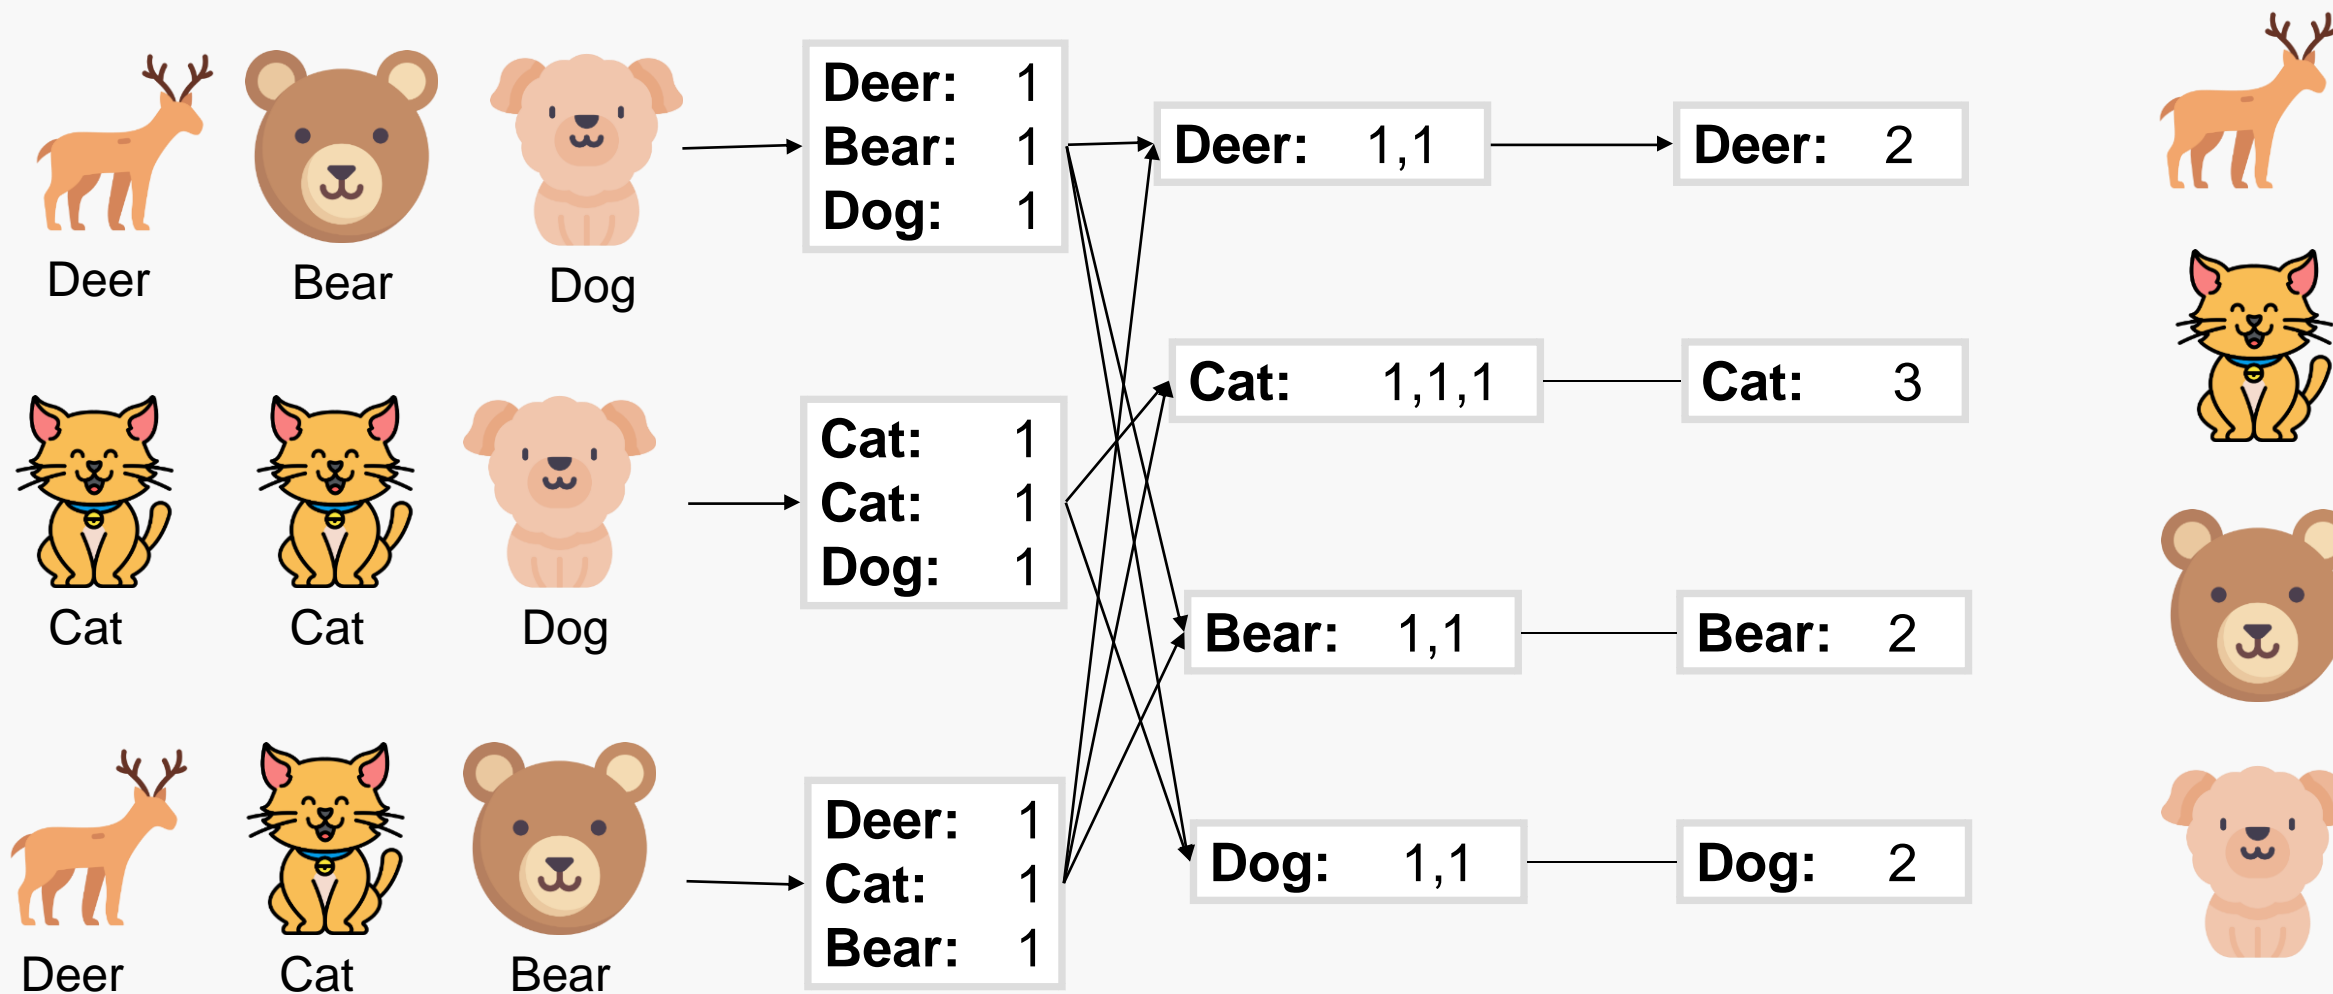 Deer
Bear
Dog
Cat
Cat
Dog
Deer
Cat
Bear
Deer: 1
Bear: 1
Dog: 1
Cat: 1
Cat: 1
Dog: 1
Deer: 1
Cat: 1
Bear: 1
Deer: 1,1
Cat: 1,1,1
Bear: 1,1
Dog: 1,1
Deer: 2
Cat: 3
Bear: 2
Dog: 2